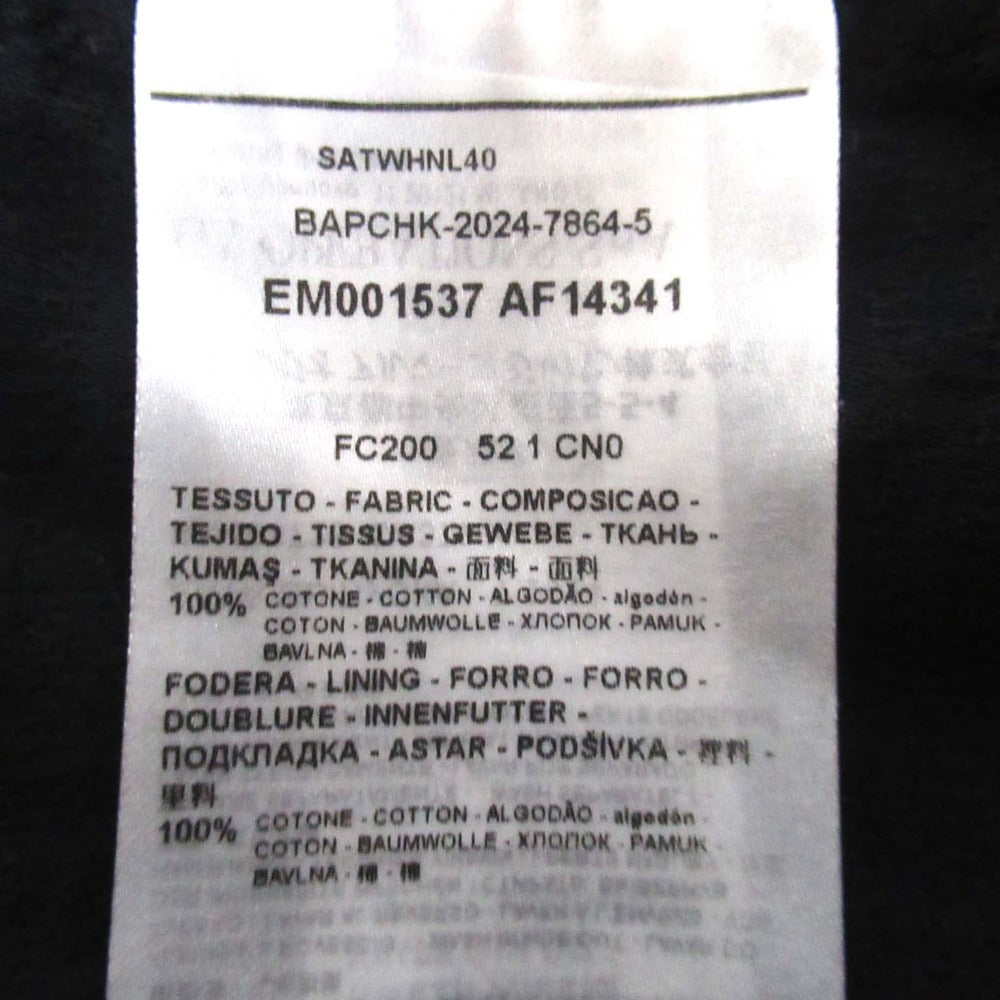 SATWHNL40
BAPCHK-2024-7864-5
EM001537 AF14341
FC200 52 1 CN0
TESSUTO - FABRIC - COMPOSICAO -
TEJIDO - TISSUS - GEWEBE - ТКАНЬ -
KUMAŞ - TKANINA - 面料 - 面料
100% COTONE - COTTON - ALGODÃO - algodón -
COTON - BAUMWOLLE - ХЛОПОК - PAMUK -
BAVLNA - 棉 - 棉
FODERA - LINING - FORRO - FORRO -
DOUBLURE - INNENFUTTER -
ПОДКЛАДКА - ASTAR - PODŠÍVKA - 裡料 -
里料
100% COTONE - COTTON - ALGODÃO - algodón -
COTON - BAUMWOLLE - ХЛОПОК - PAMUK -
BAVLNA - 棉 - 棉